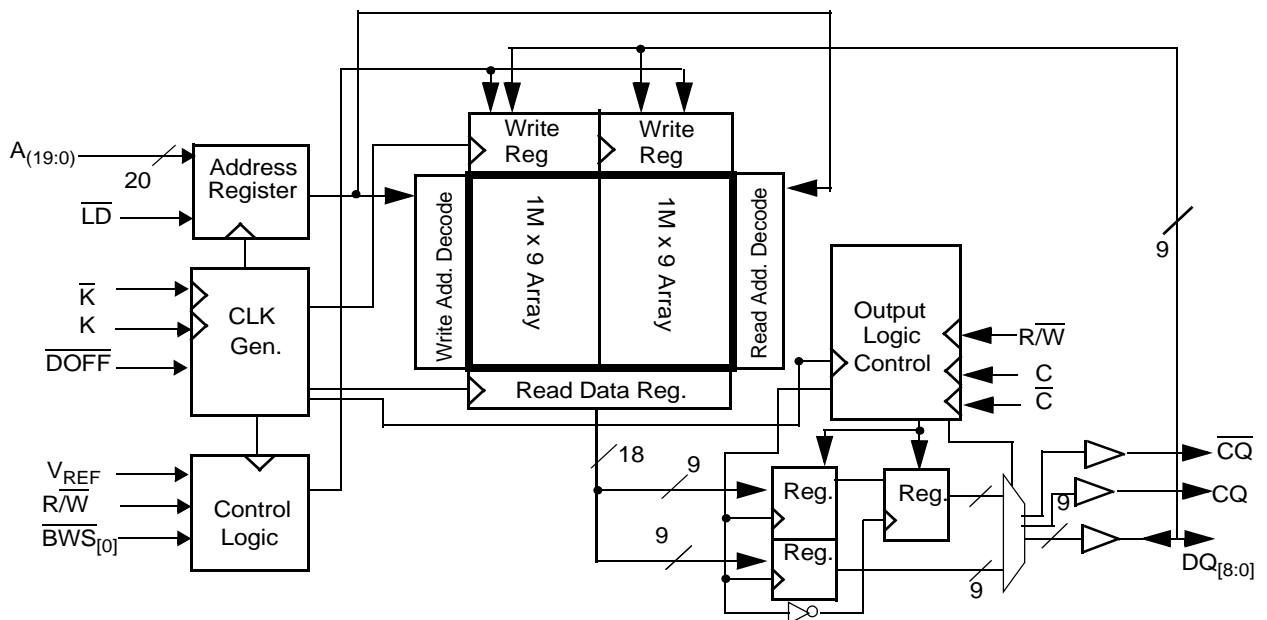 A(19:0)
20
LD
Address
Register
K
K
DOFF
CLK
Gen.
VREF
R/W
BWS[0]
Control
Logic
Write
Reg
Write
Reg
Write Add. Decode
1M x 9 Array
1M x 9 Array
Read Add. Decode
Read Data Reg.
18
9
9
Output
Logic
Control
R/W
C
C
Reg.
Reg.
Reg.
9
9
9
CQ
CQ
DQ[8:0]